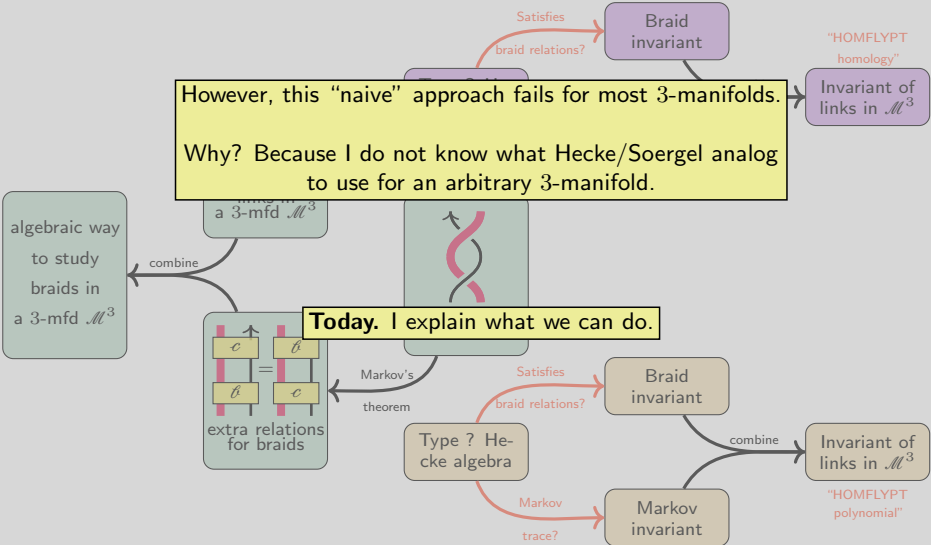 Satisfies
braid relations?
Braid
invariant
"HOMFLYPT
homology"
Invariant of
links in ℳ³
However, this "naive" approach fails for most 3-manifolds.
Why? Because I do not know what Hecke/Soergel analog
to use for an arbitrary 3-manifold.
a 3-mfd ℳ³
algebraic way
to study
braids in
a 3-mfd ℳ³
combine
Today. I explain what we can do.
c b
=
b c
extra relations
for braids
Markov's
theorem
Satisfies
braid relations?
Braid
invariant
Type ? He-
cke algebra
combine
Invariant of
links in ℳ³
Markov
trace?
Markov
invariant
"HOMFLYPT
polynomial"